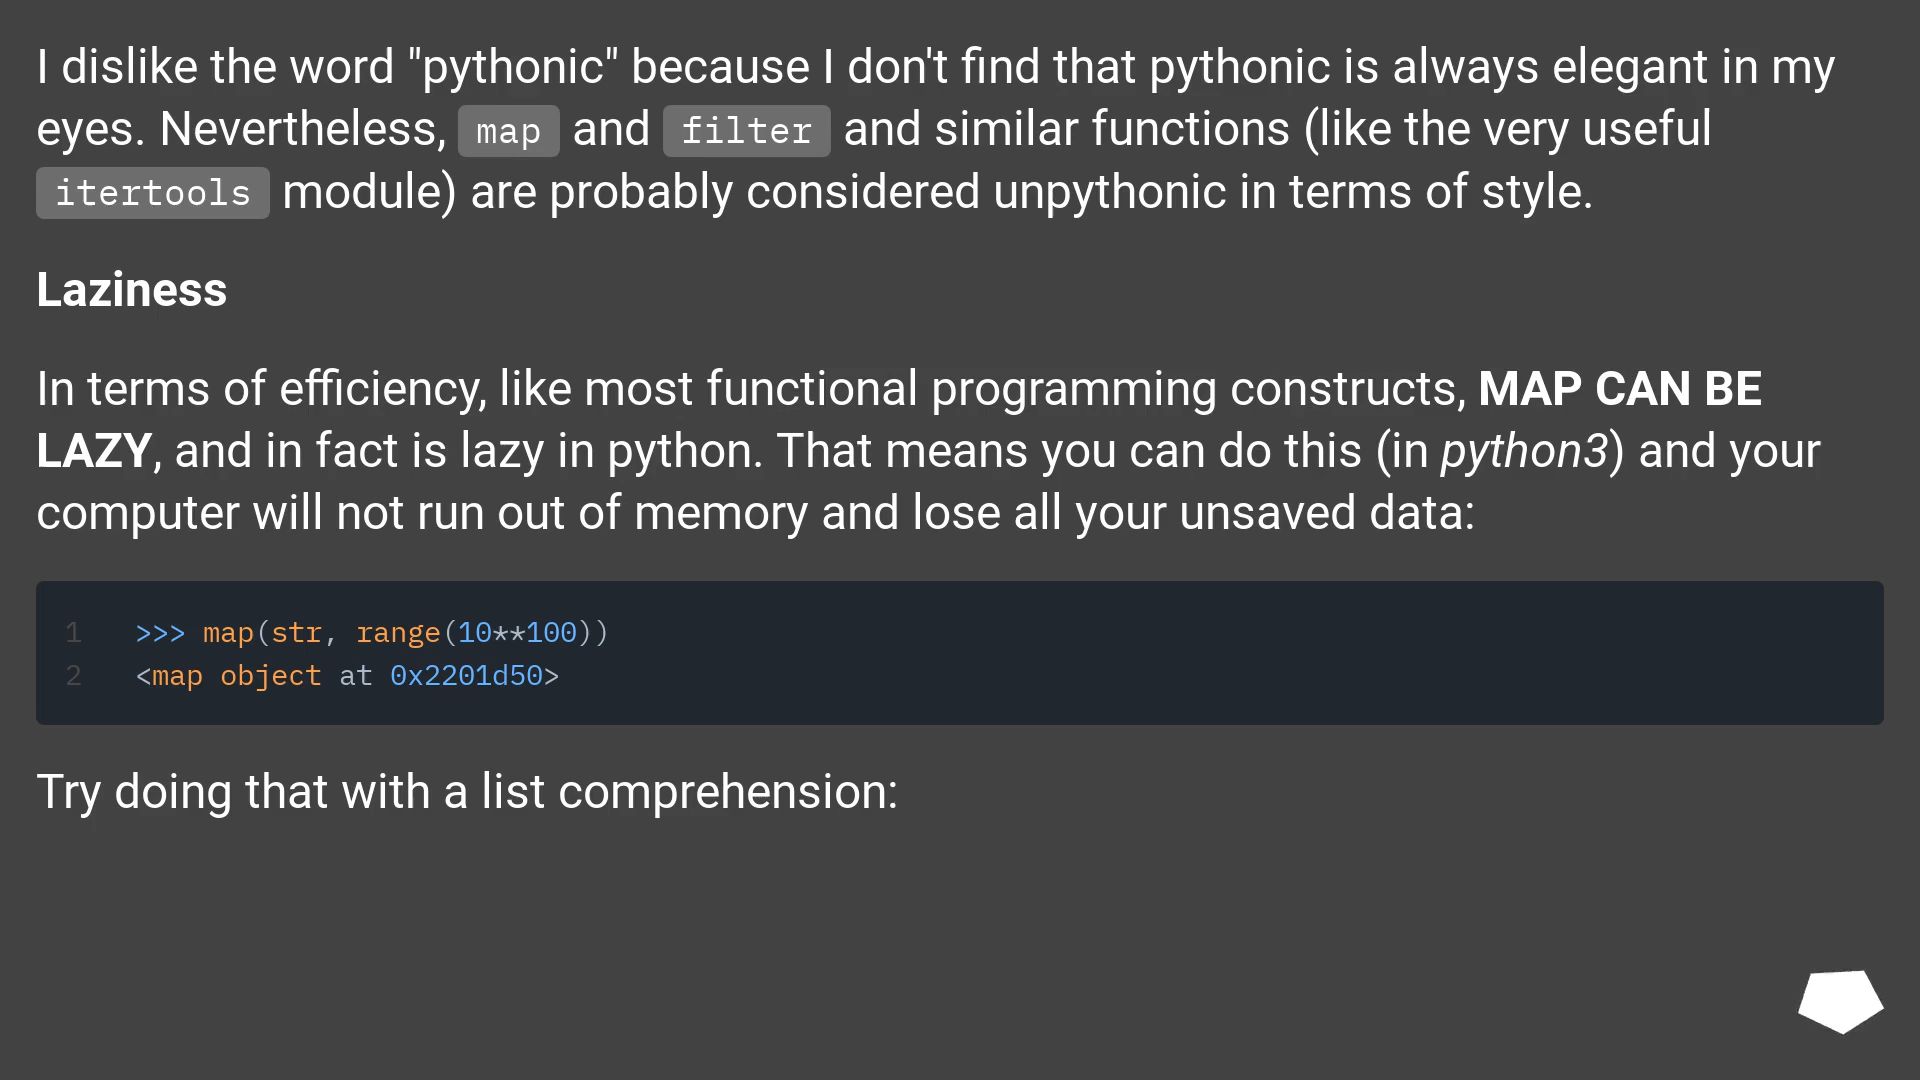 I dislike the word "pythonic" because I don't find that pythonic is always elegant in my
eyes. Nevertheless, map and filter and similar functions (like the very useful
itertools module) are probably considered unpythonic in terms of style.
Laziness
In terms of efficiency, like most functional programming constructs, MAP CAN BE
LAZY, and in fact is lazy in python. That means you can do this (in python3) and your
computer will not run out of memory and lose all your unsaved data:
1 >>> map(str, range(10**100))
2 <map object at 0x2201d50>
Try doing that with a list comprehension: